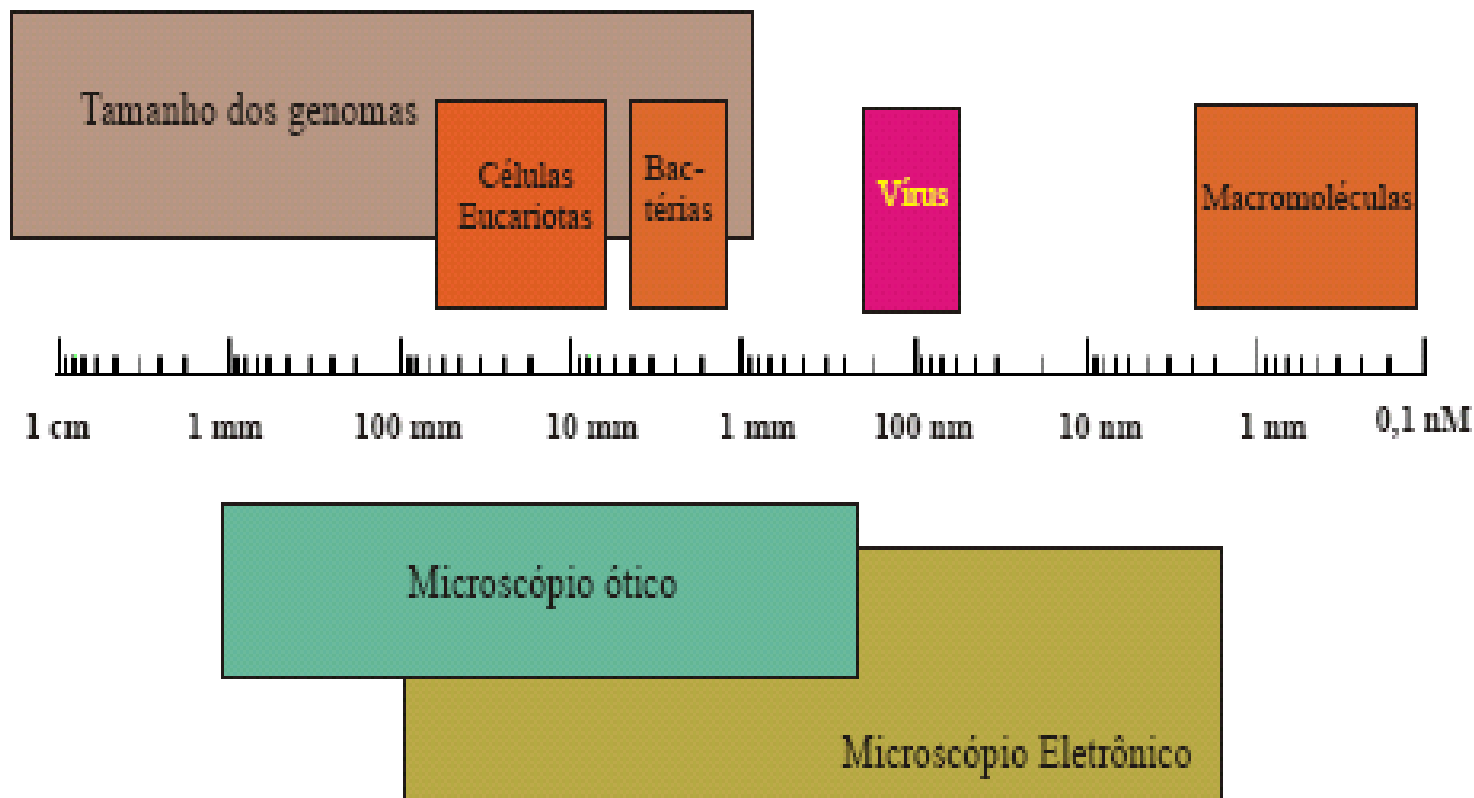 Tamanho dos genomas
Células
Eucariotas
Bac-
térias
Vírus
Macromoléculas
1 cm
1 mm
100 mm
10 mm
1 mm
100 nm
10 nm
1 nm
0,1 nM
Microscópio ótico
Microscópio Eletrônico